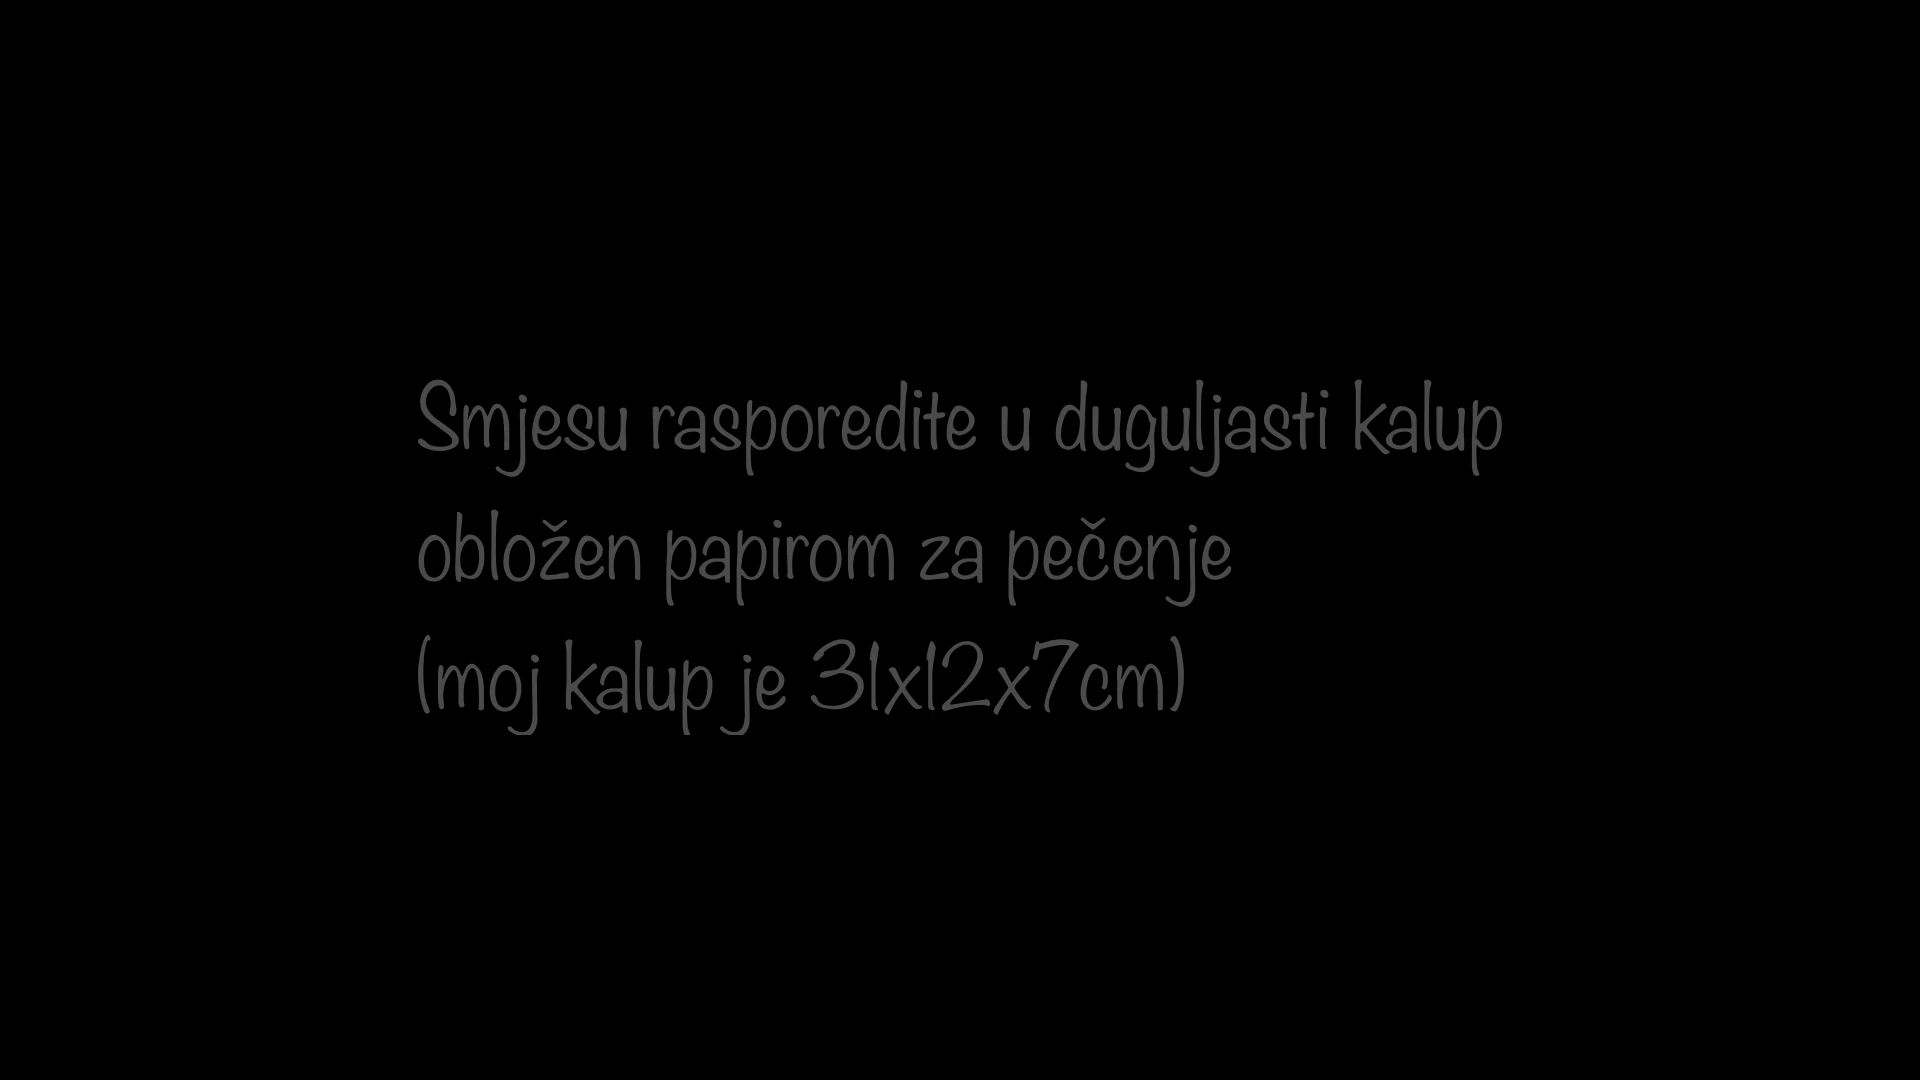 Smjesu rasporedite u duguljasti kalup
obložen papirom za pečenje
(moj kalup je 31x12x7cm)